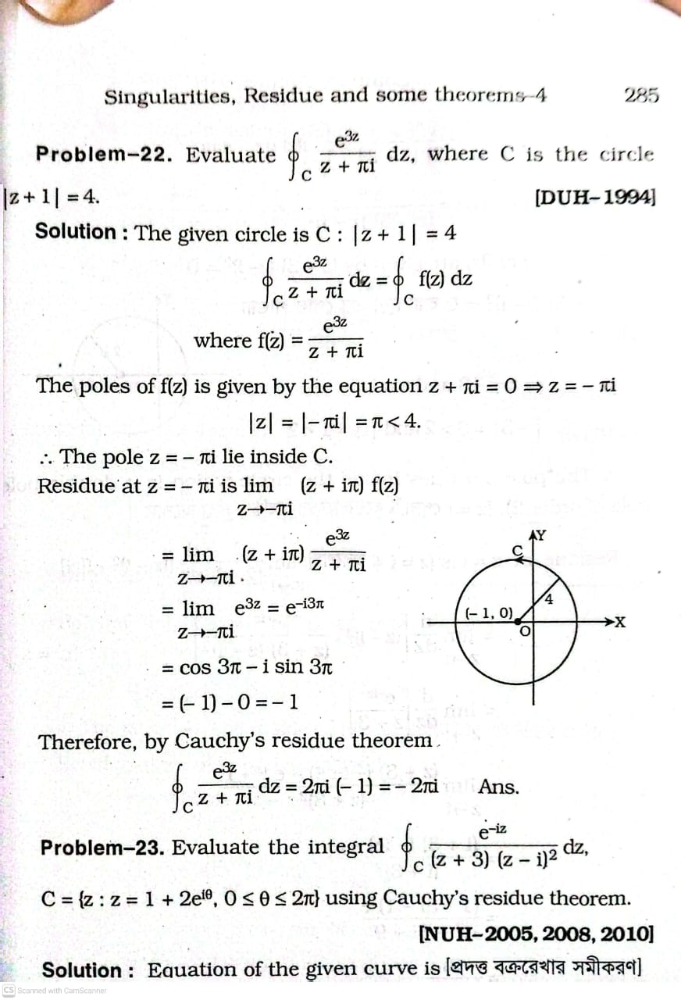 Singularities, Residue and some theorems-4 285
Problem-22. Evaluate ∮_C e^{3z}/(z + πi) dz, where C is the circle
|z + 1| = 4. [DUH-1994]
Solution : The given circle is C : |z + 1| = 4
∮_C e^{3z}/(z + πi) dz = ∮_C f(z) dz
where f(z) = e^{3z}/(z + πi)
The poles of f(z) is given by the equation z + πi = 0 ⇒ z = – πi
|z| = |– πi| = π < 4.
∴ The pole z = – πi lie inside C.
Residue at z = – πi is lim (z + iπ) f(z)
z→–πi
= lim (z + iπ) e^{3z}/(z + πi)
z→–πi
= lim e^{3z} = e^{–i3π}
z→–πi
= cos 3π – i sin 3π
= (– 1) – 0 = – 1
Y
C
4
(– 1, 0)
X
O
Therefore, by Cauchy's residue theorem
∮_C e^{3z}/(z + πi) dz = 2πi (– 1) = – 2πi Ans.
Problem-23. Evaluate the integral ∮_C e^{–iz}/((z + 3) (z – i)^2) dz,
C = {z : z = 1 + 2e^{iθ}, 0 ≤ θ ≤ 2π} using Cauchy's residue theorem.
[NUH-2005, 2008, 2010]
Solution : Equation of the given curve is [প্রদত্ত বক্ররেখার সমীকরণ]
CS Scanned with CamScanner